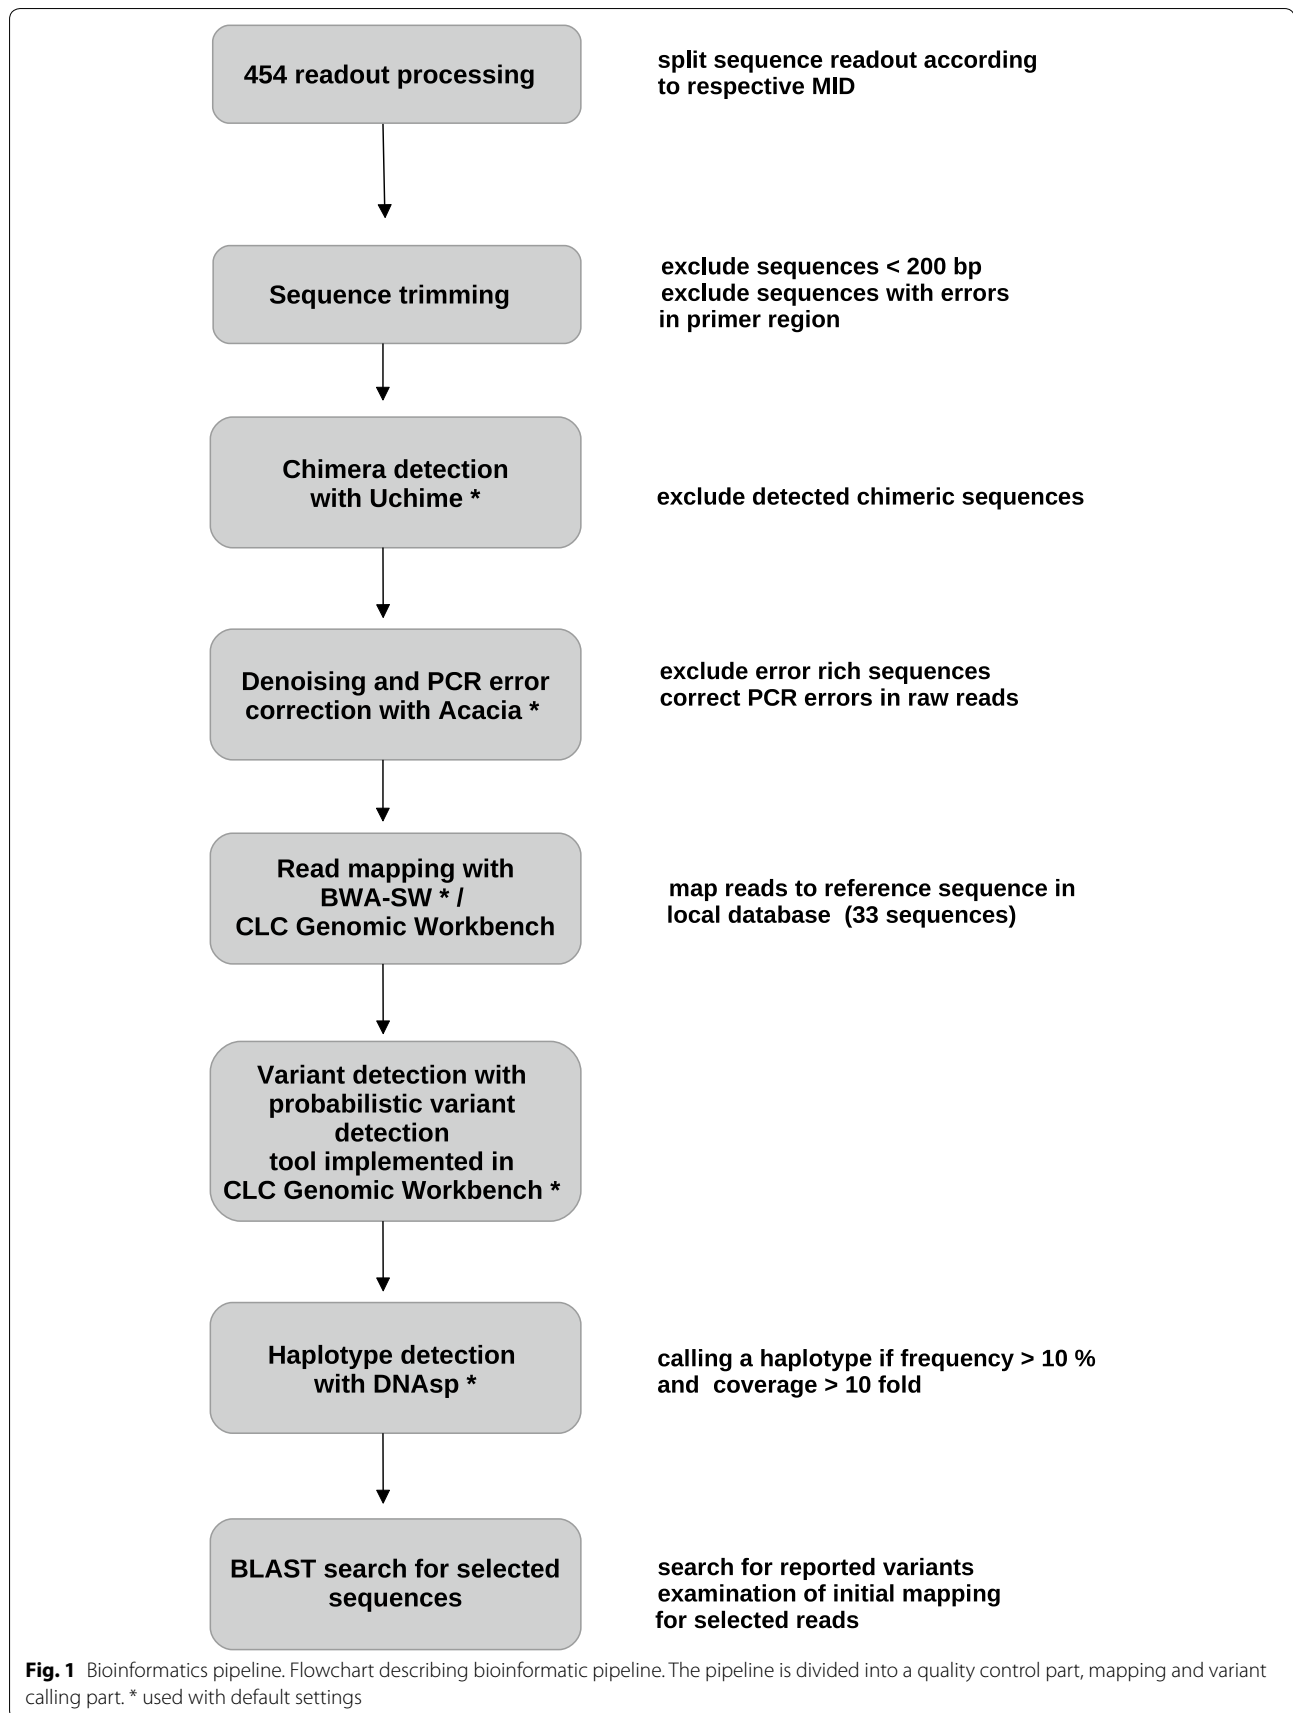 454 readout processing
split sequence readout according
to respective MID
Sequence trimming
exclude sequences < 200 bp
exclude sequences with errors
in primer region
Chimera detection
with Uchime *
exclude detected chimeric sequences
Denoising and PCR error
correction with Acacia *
exclude error rich sequences
correct PCR errors in raw reads
Read mapping with
BWA-SW * /
CLC Genomic Workbench
map reads to reference sequence in
local database (33 sequences)
Variant detection with
probabilistic variant
detection
tool implemented in
CLC Genomic Workbench *
Haplotype detection
with DNAsp *
calling a haplotype if frequency > 10 %
and coverage > 10 fold
BLAST search for selected
sequences
search for reported variants
examination of initial mapping
for selected reads
Fig. 1 Bioinformatics pipeline. Flowchart describing bioinformatic pipeline. The pipeline is divided into a quality control part, mapping and variant
calling part. * used with default settings